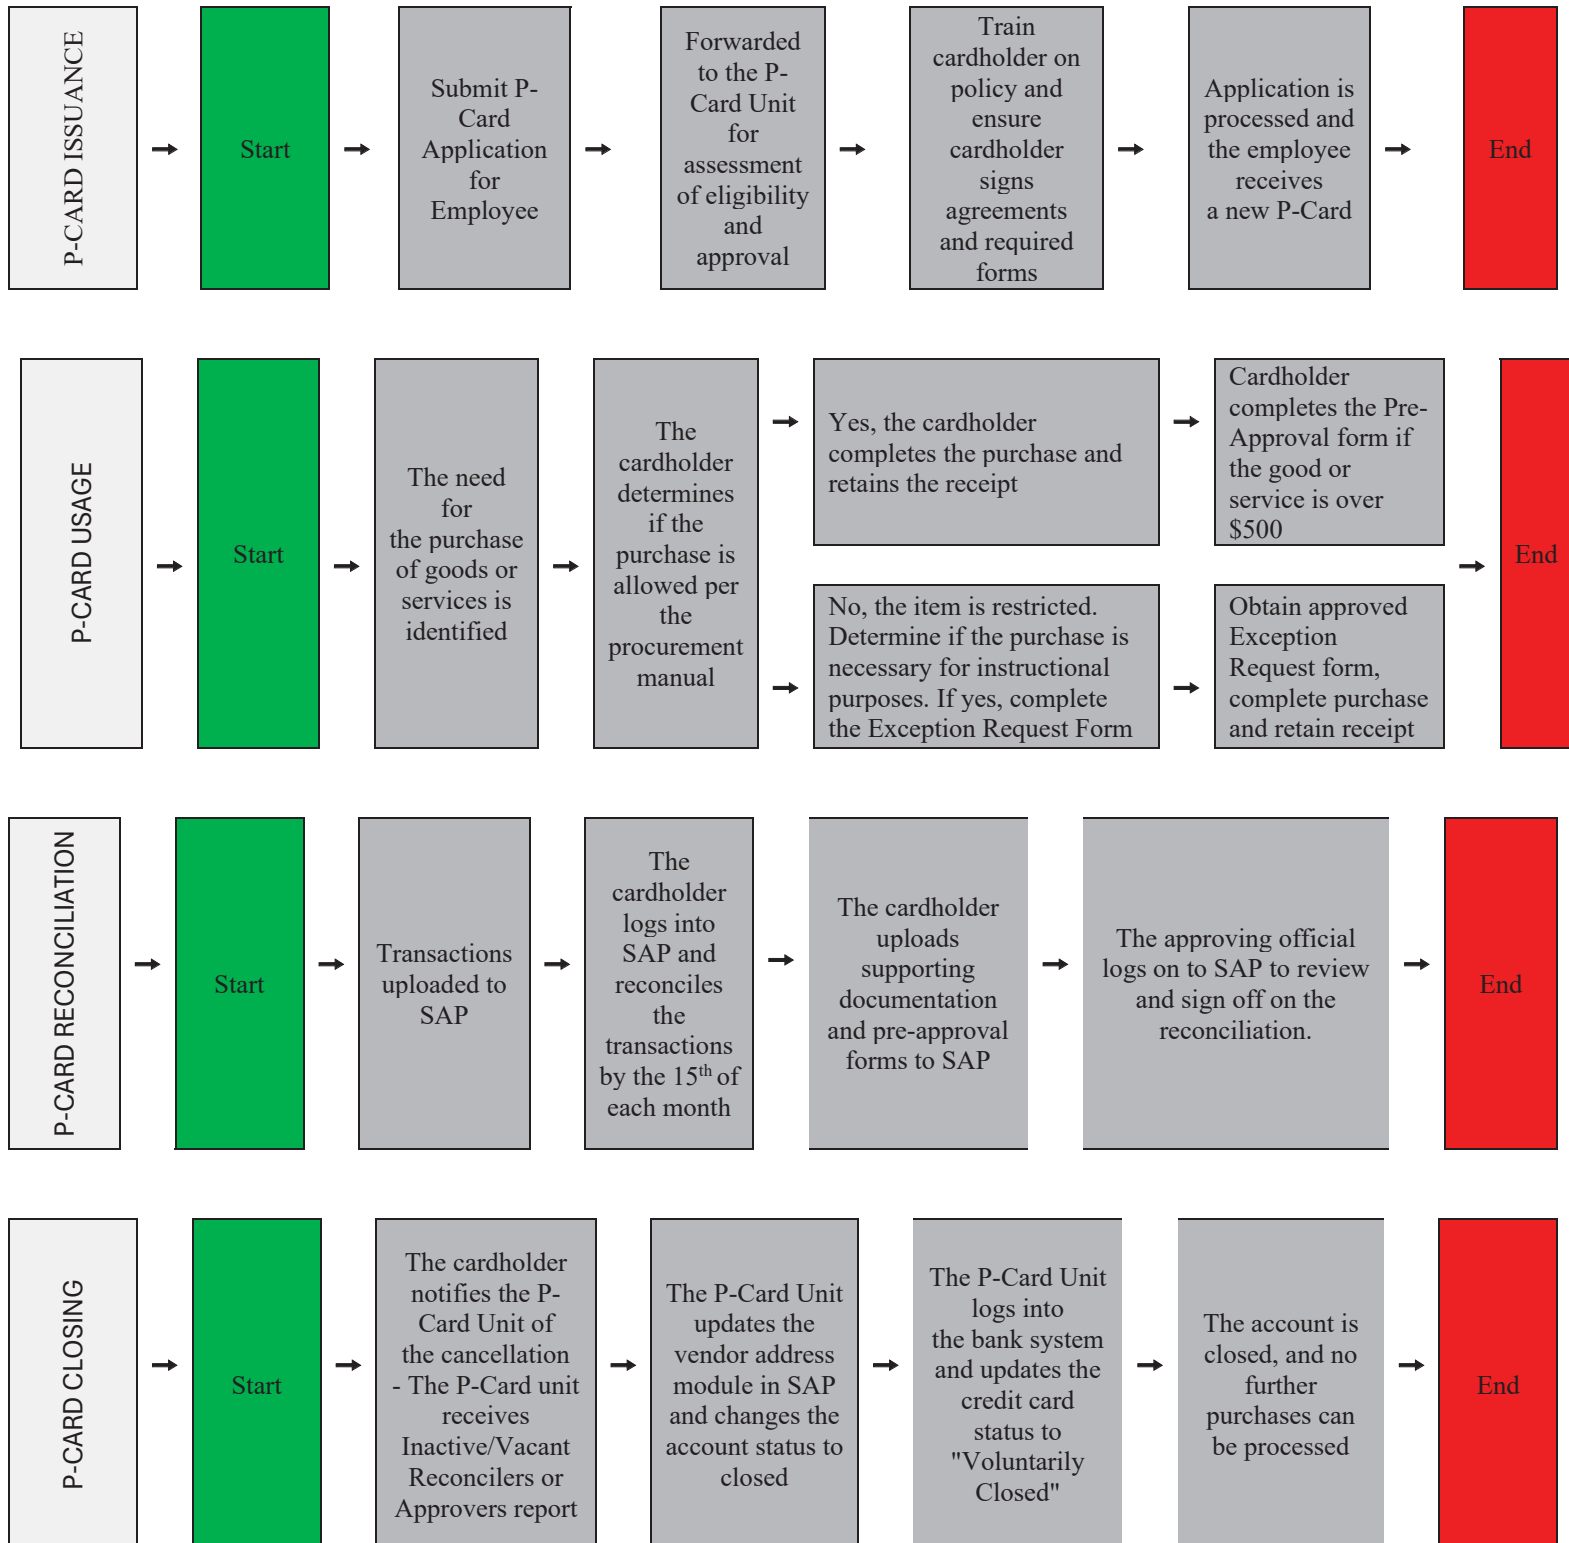 P-CARD ISSUANCE
Start
Submit P-
Card
Application
for
Employee
Forwarded
to the P-
Card Unit
for
assessment
of eligibility
and
approval
Train
cardholder on
policy and
ensure
cardholder
signs
agreements
and required
forms
Application is
processed and
the employee
receives
a new P-Card
End
P-CARD USAGE
Start
The need
for
the purchase
of goods or
services is
identified
The
cardholder
determines
if the
purchase is
allowed per
the
procurement
manual
Yes, the cardholder
completes the purchase and
retains the receipt
Cardholder
completes the Pre-
Approval form if
the good or
service is over
$500
No, the item is restricted.
Determine if the purchase is
necessary for instructional
purposes. If yes, complete
the Exception Request Form
Obtain approved
Exception
Request form,
complete purchase
and retain receipt
End
P-CARD RECONCILIATION
Start
Transactions
uploaded to
SAP
The
cardholder
logs into
SAP and
reconciles
the
transactions
by the 15th of
each month
The cardholder
uploads
supporting
documentation
and pre-approval
forms to SAP
The approving official
logs on to SAP to review
and sign off on the
reconciliation.
End
P-CARD CLOSING
Start
The cardholder
notifies the P-
Card Unit of
the cancellation
- The P-Card unit
receives
Inactive/Vacant
Reconcilers or
Approvers report
The P-Card Unit
updates the
vendor address
module in SAP
and changes the
account status to
closed
The P-Card Unit
logs into
the bank system
and updates the
credit card
status to
"Voluntarily
Closed"
The account is
closed, and no
further
purchases can
be processed
End